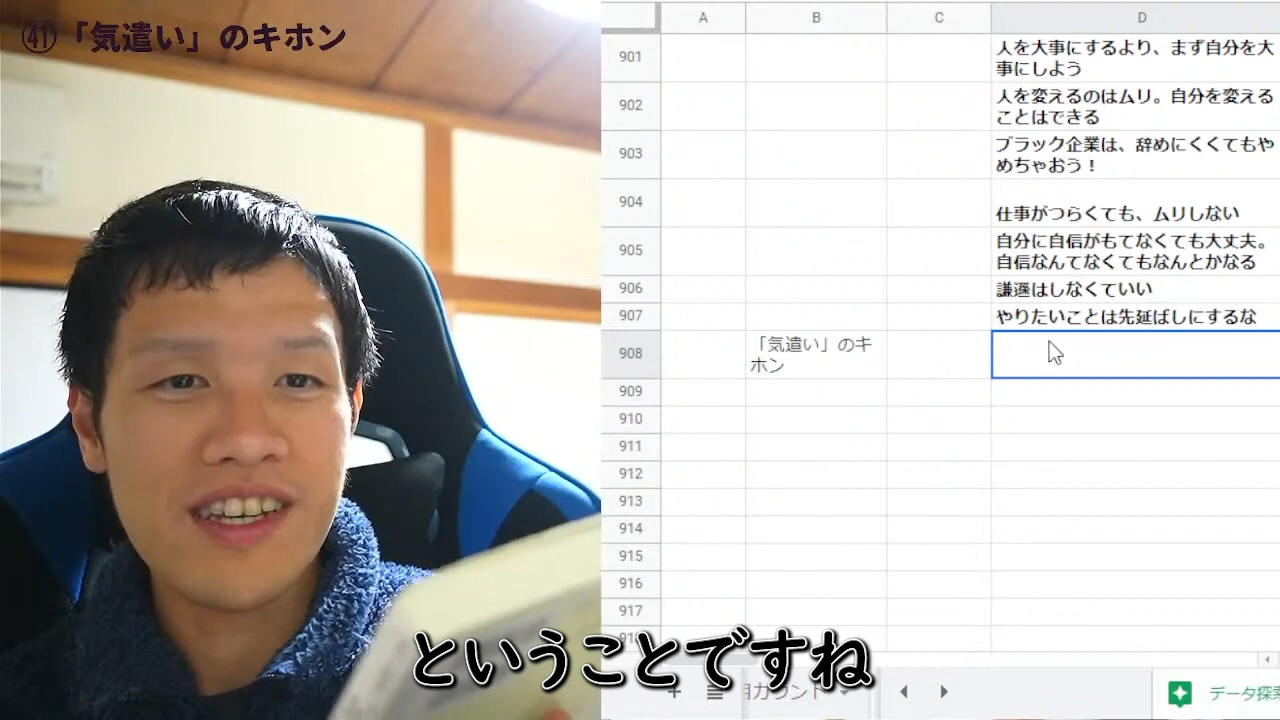 ㊶「気遣い」のキホン
A B C D
901 人を大事にするより、まず自分を大
事にしよう
902 人を変えるのはムリ。自分を変える
ことはできる
903 ブラック企業は、辞めにくくてもや
めちゃおう！
904 仕事がつらくても、ムリしない
905 自分に自信がもてなくても大丈夫。
自信なんてなくてもなんとかなる
906 謙遜はしなくていい
907 やりたいことは先延ばしにするな
908 「気遣い」のキ
ホン
909
910
911
912
913
914
915
916
917
ということですね
カウント
データ探索